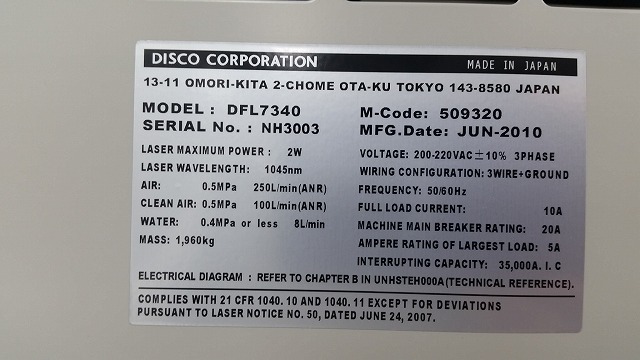 DISCO CORPORATION MADE IN JAPAN
13-11 OMORI-KITA 2-CHOME OTA-KU TOKYO 143-8580 JAPAN
MODEL : DFL7340 M-Code: 509320
SERIAL No. : NH3003 MFG.Date: JUN-2010
LASER MAXIMUM POWER : 2W
LASER WAVELENGTH: 1045nm
AIR: 0.5MPa 250L/min(ANR)
CLEAN AIR: 0.5MPa 100L/min(ANR)
WATER: 0.4MPa or less 8L/min
MASS: 1,960kg
VOLTAGE: 200-220VAC ±10% 3PHASE
WIRING CONFIGURATION: 3WIRE+GROUND
FREQUENCY: 50/60Hz
FULL LOAD CURRENT: 10A
MACHINE MAIN BREAKER RATING: 20A
AMPERE RATING OF LARGEST LOAD: 5A
INTERRUPTING CAPACITY: 35,000A. I. C
ELECTRICAL DIAGRAM : REFER TO CHAPTER B IN UNHSTEH000A(TECHNICAL REFERENCE).
COMPLIES WITH 21 CFR 1040. 10 AND 1040. 11 EXCEPT FOR DEVIATIONS
PURSUANT TO LASER NOTICE NO. 50, DATED JUNE 24, 2007.